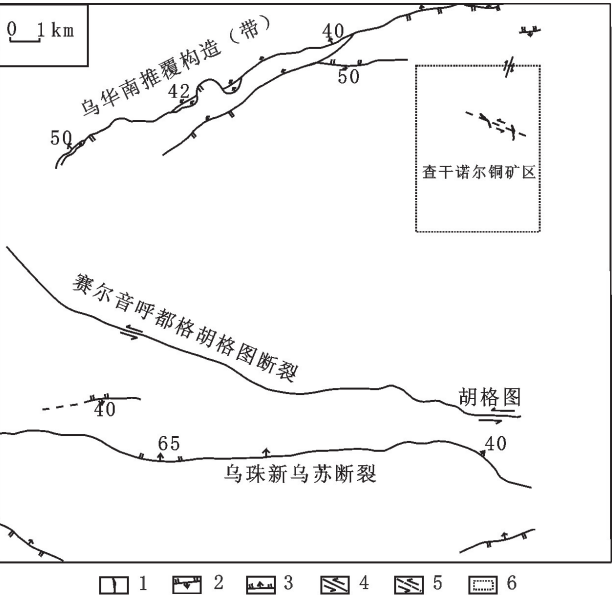 0 1km
乌华南推覆构造(带)
40
50
42
50
查干诺尔铜矿区
赛尔音呼都格胡格图断裂
胡格图
40
65
40
乌珠新乌苏断裂
1 2 3 4 5 6